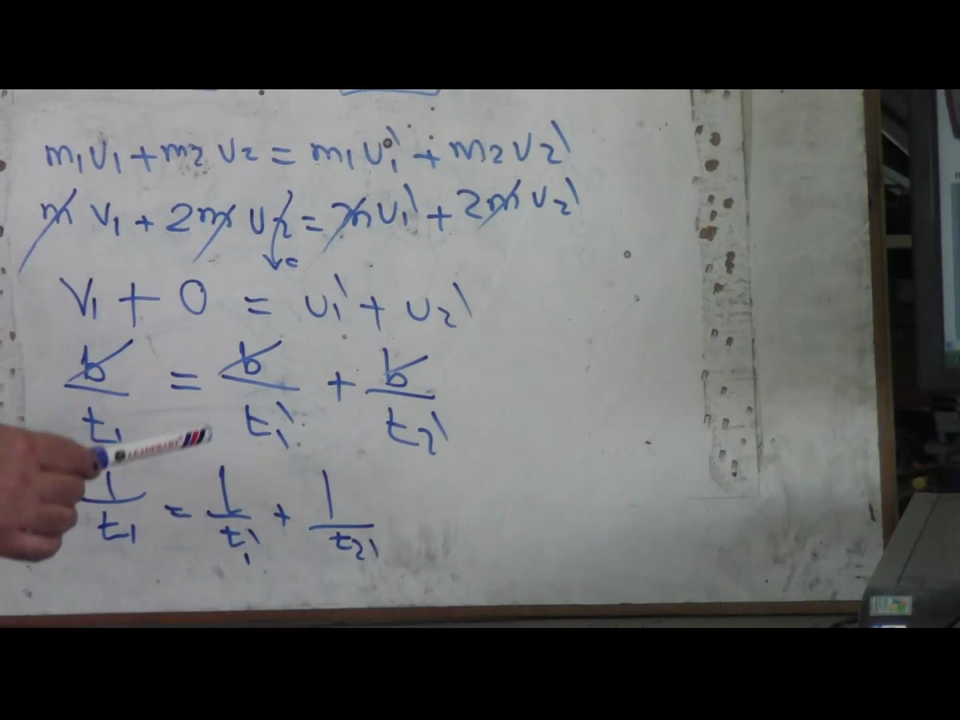 m₁v₁ + m₂v₂ = m₁v₁' + m₂v₂'
m v₁ + 2m v₂ = m v₁' + 2m v₂'
↓0
v₁ + 0 = v₁' + v₂'
b/t₁ = b/t₁' + b/t₂'
1/t₁ = 1/t₁' + 1/t₂'